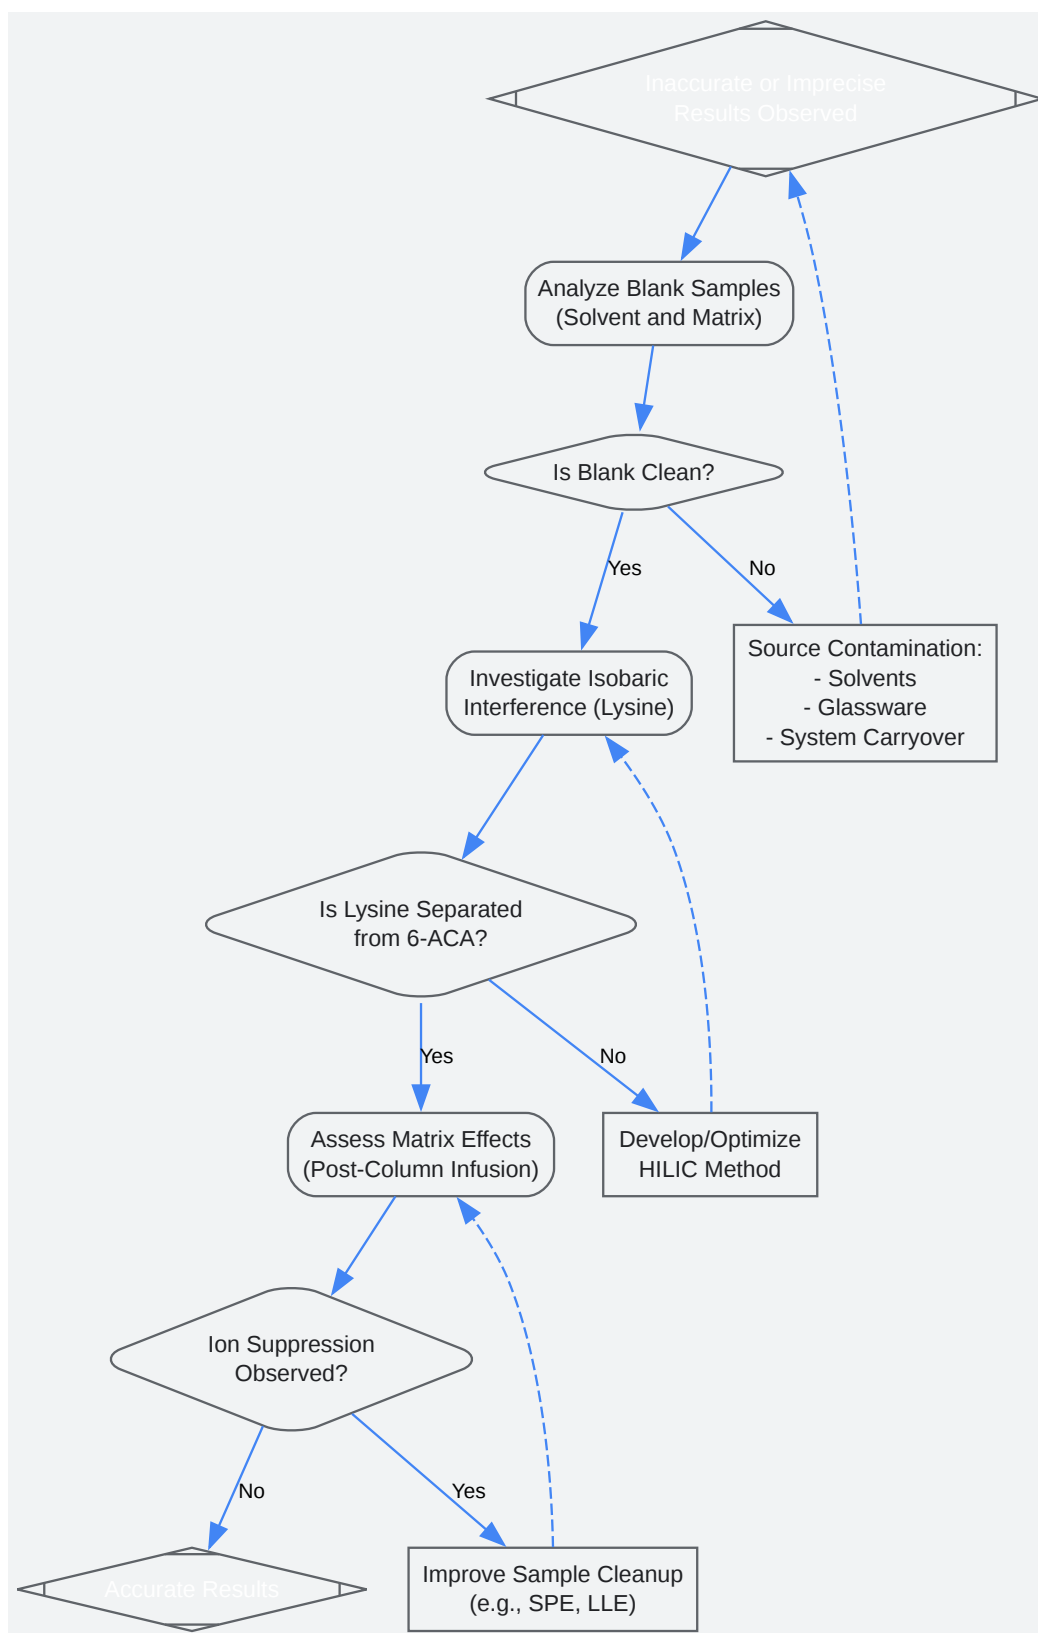 Inaccurate or Imprecise
Results Observed
Analyze Blank Samples
(Solvent and Matrix)
Is Blank Clean?
Yes
No
Source Contamination:
- Solvents
- Glassware
- System Carryover
Investigate Isobaric
Interference (Lysine)
Is Lysine Separated
from 6-ACA?
Yes
No
Assess Matrix Effects
(Post-Column Infusion)
Develop/Optimize
HILIC Method
Ion Suppression
Observed?
No
Yes
Accurate Results
Improve Sample Cleanup
(e.g., SPE, LLE)